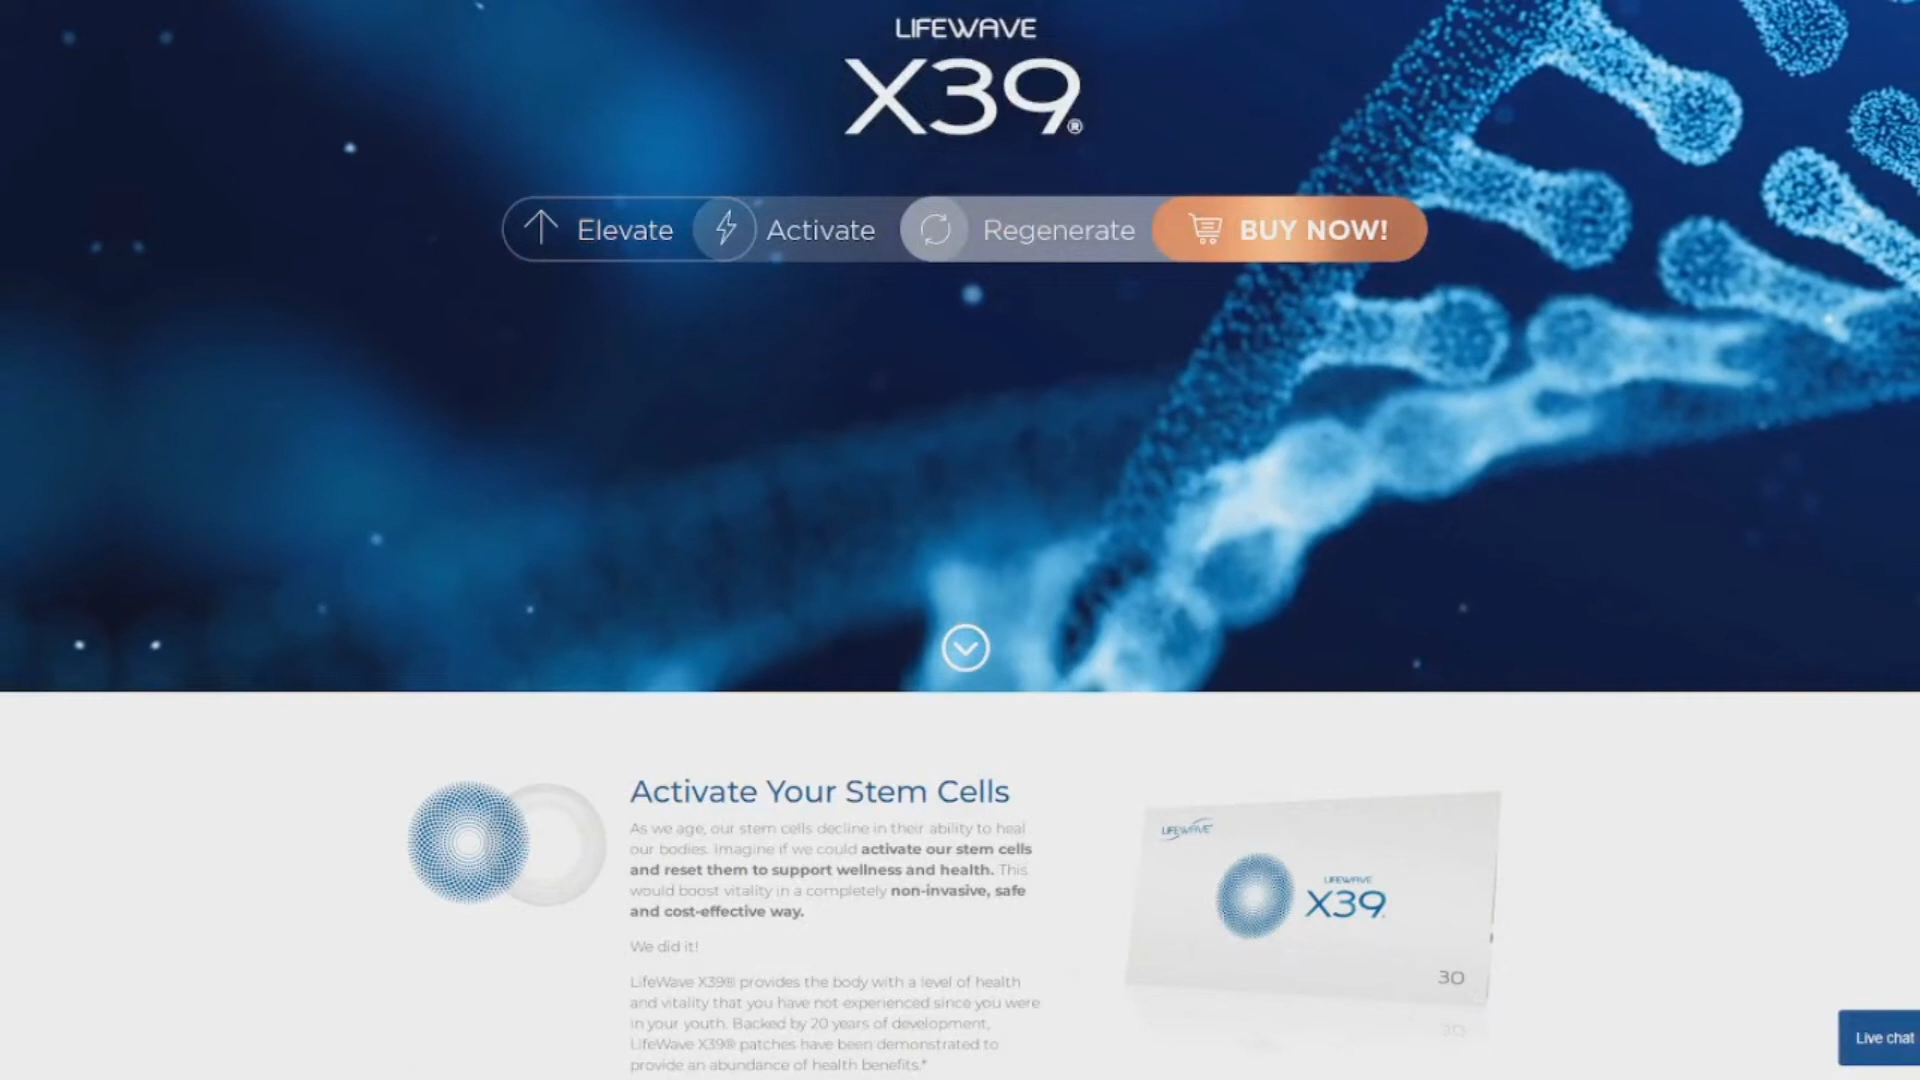 LIFEWAVE
X39®
Elevate
Activate
Regenerate
BUY NOW!
Activate Your Stem Cells
As we age, our stem cells decline in their ability to heal
our bodies. Imagine if we could activate our stem cells
and reset them to support wellness and health. This
would boost vitality in a completely non-invasive, safe
and cost-effective way.
We did it!
LifeWave X39® provides the body with a level of health
and vitality that you have not experienced since you were
in your youth. Backed by 20 years of development,
LifeWave X39® patches have been demonstrated to
provide an abundance of health benefits.*
LIFEWAVE
LIFEWAVE
X39
30
Live chat